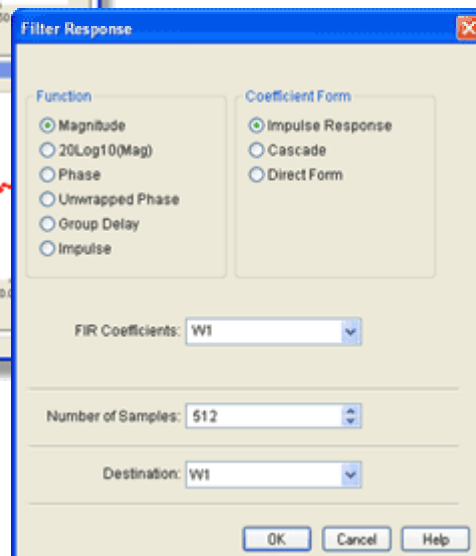 Filter Response
Function
Magnitude
20Log10(Mag)
Phase
Unwrapped Phase
Group Delay
Impulse
Coefficient Form
Impulse Response
Cascade
Direct Form
FIR Coefficients: W1
Number of Samples: 512
Destination: W1
OK Cancel Help